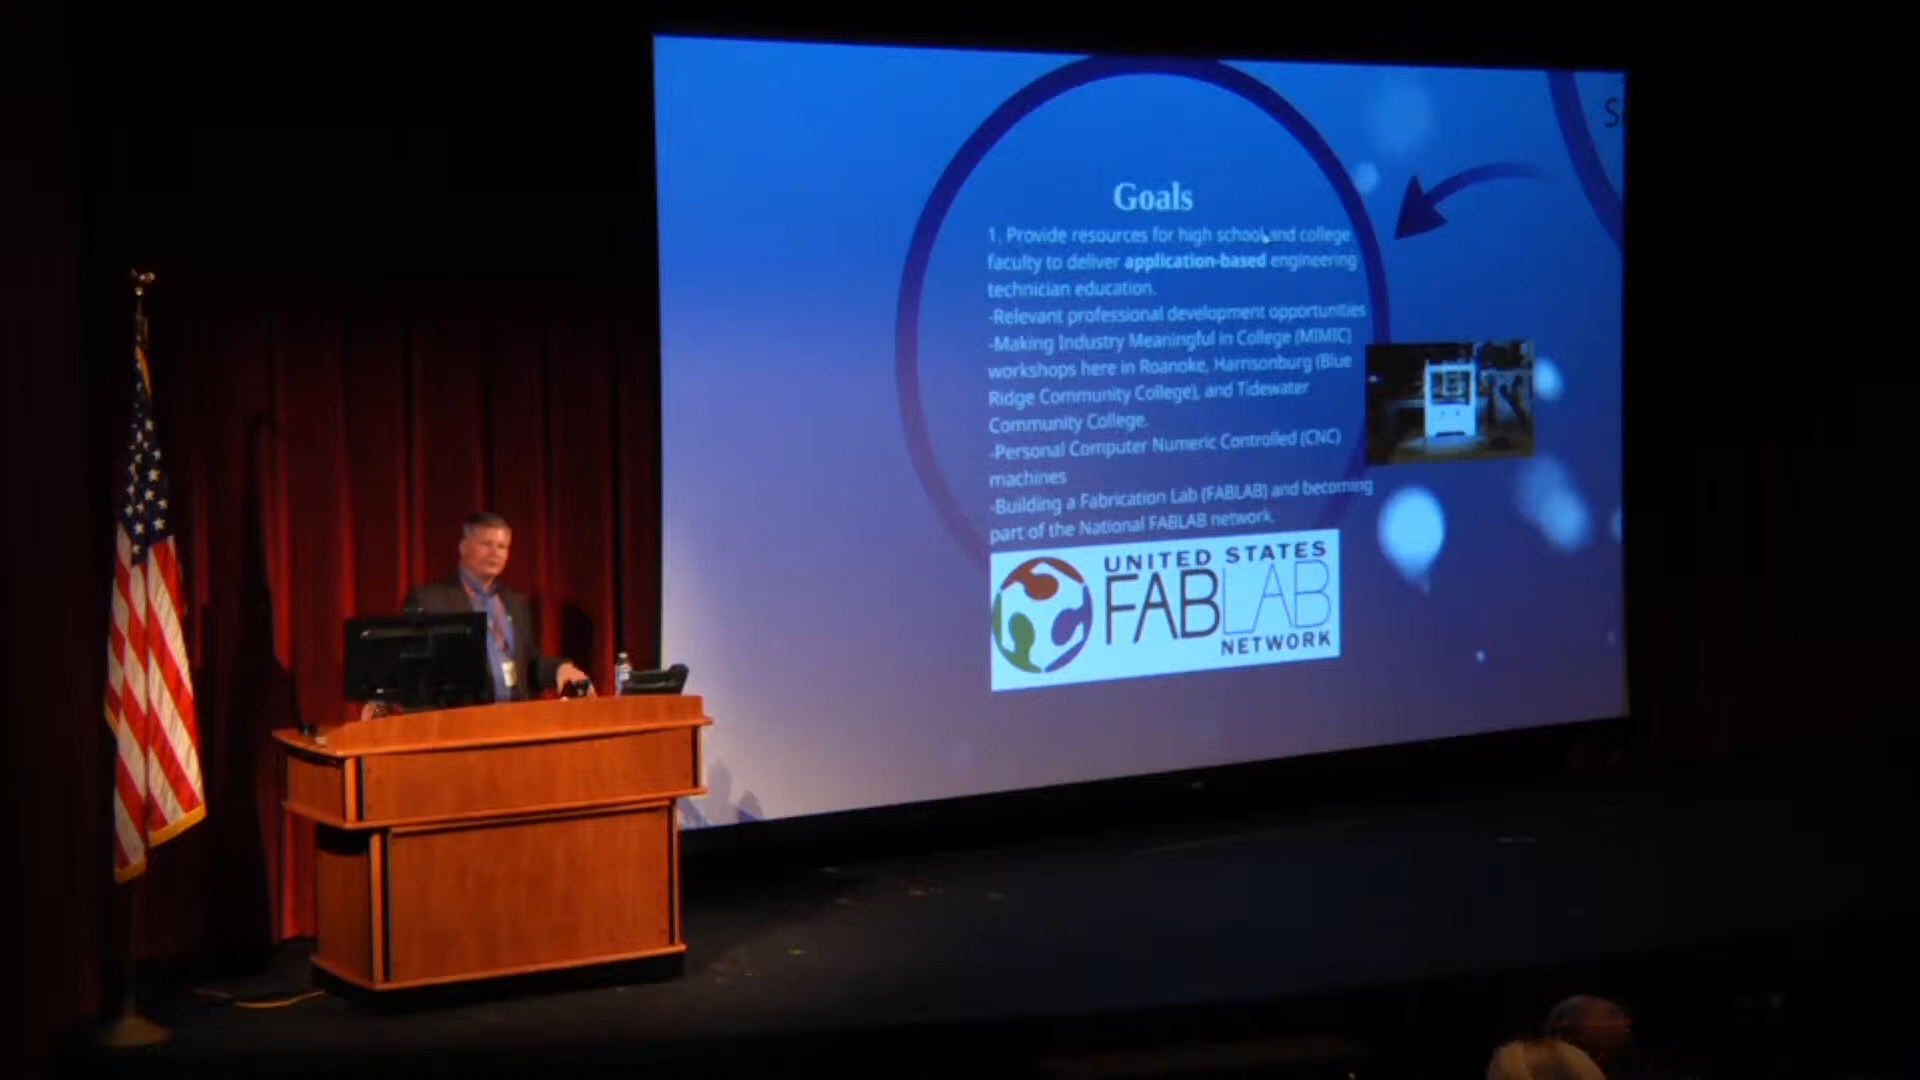 S
Goals
1. Provide resources for high school and college
faculty to deliver application-based engineering
technician education.
-Relevant professional development opportunities
-Making Industry Meaningful in College (MIMIC)
workshops here in Roanoke, Harrisonburg (Blue
Ridge Community College), and Tidewater
Community College.
-Personal Computer Numeric Controlled (CNC)
machines
-Building a Fabrication Lab (FABLAB) and becoming
part of the National FABLAB network.
UNITED STATES
FABLAB
NETWORK